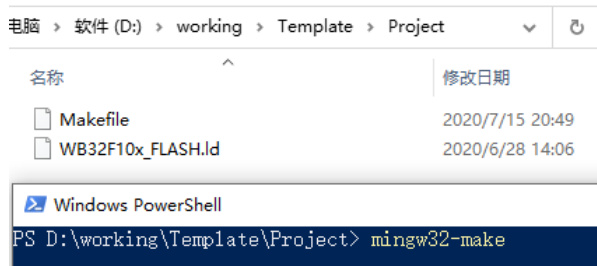 电脑 > 软件 (D:) > working > Template > Project
名称 修改日期
Makefile 2020/7/15 20:49
WB32F10x_FLASH.ld 2020/6/28 14:06
Windows PowerShell
PS D:\working\Template\Project> mingw32-make